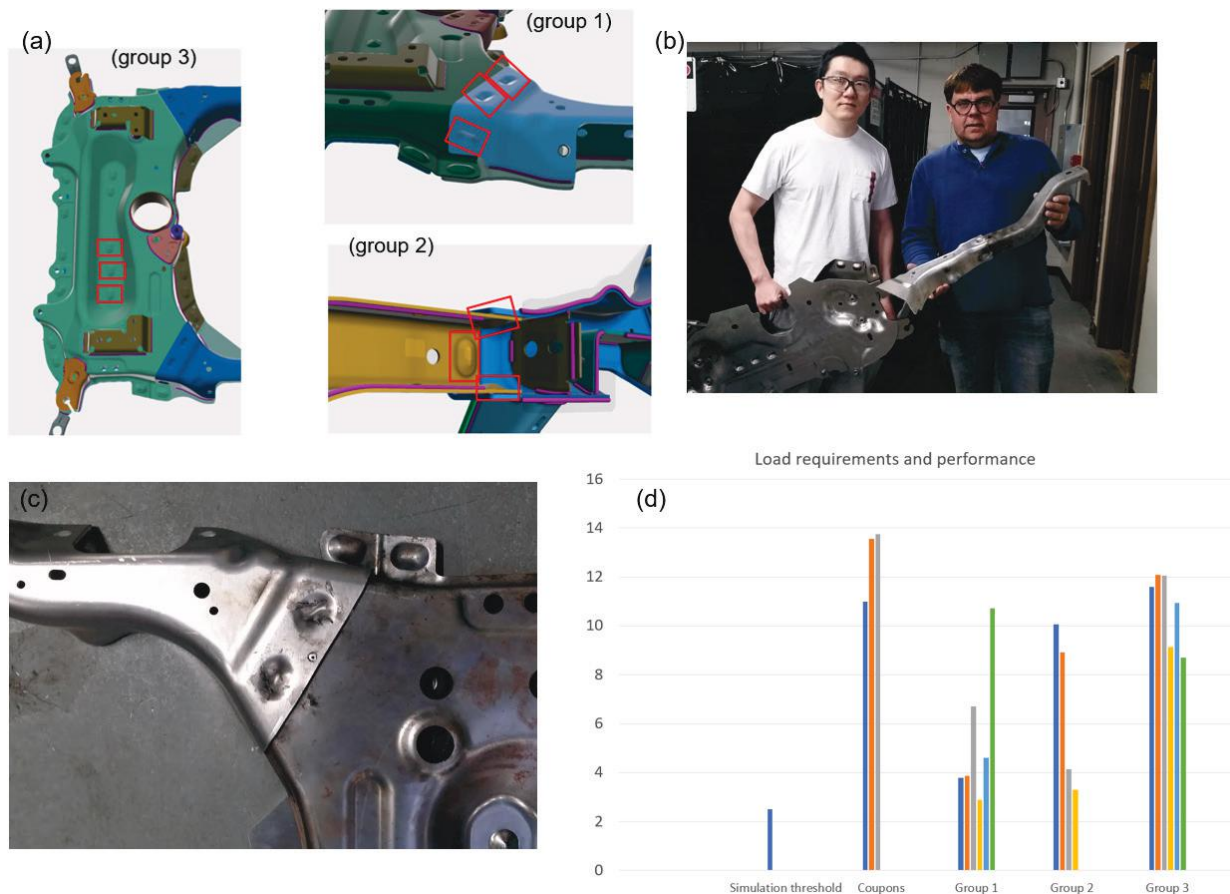 (a)
(group 3)
(group 1)
(group 2)
(b)
(c)
Load requirements and performance
(d)
16
14
12
10
8
6
4
2
0
Simulation threshold
Coupons
Group 1
Group 2
Group 3